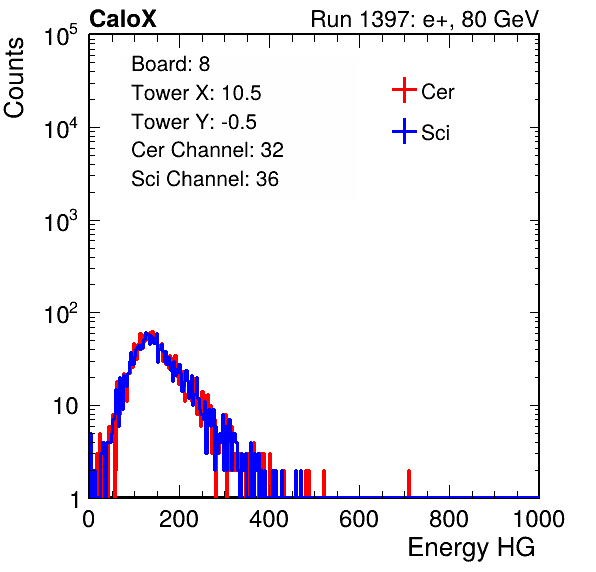 CaloX Run 1397: e+, 80 GeV
Counts
10^5
10^4
10^3
10^2
10
1
Board: 8
Tower X: 10.5
Tower Y: -0.5
Cer Channel: 32
Sci Channel: 36
Cer
Sci
0 200 400 600 800 1000
Energy HG